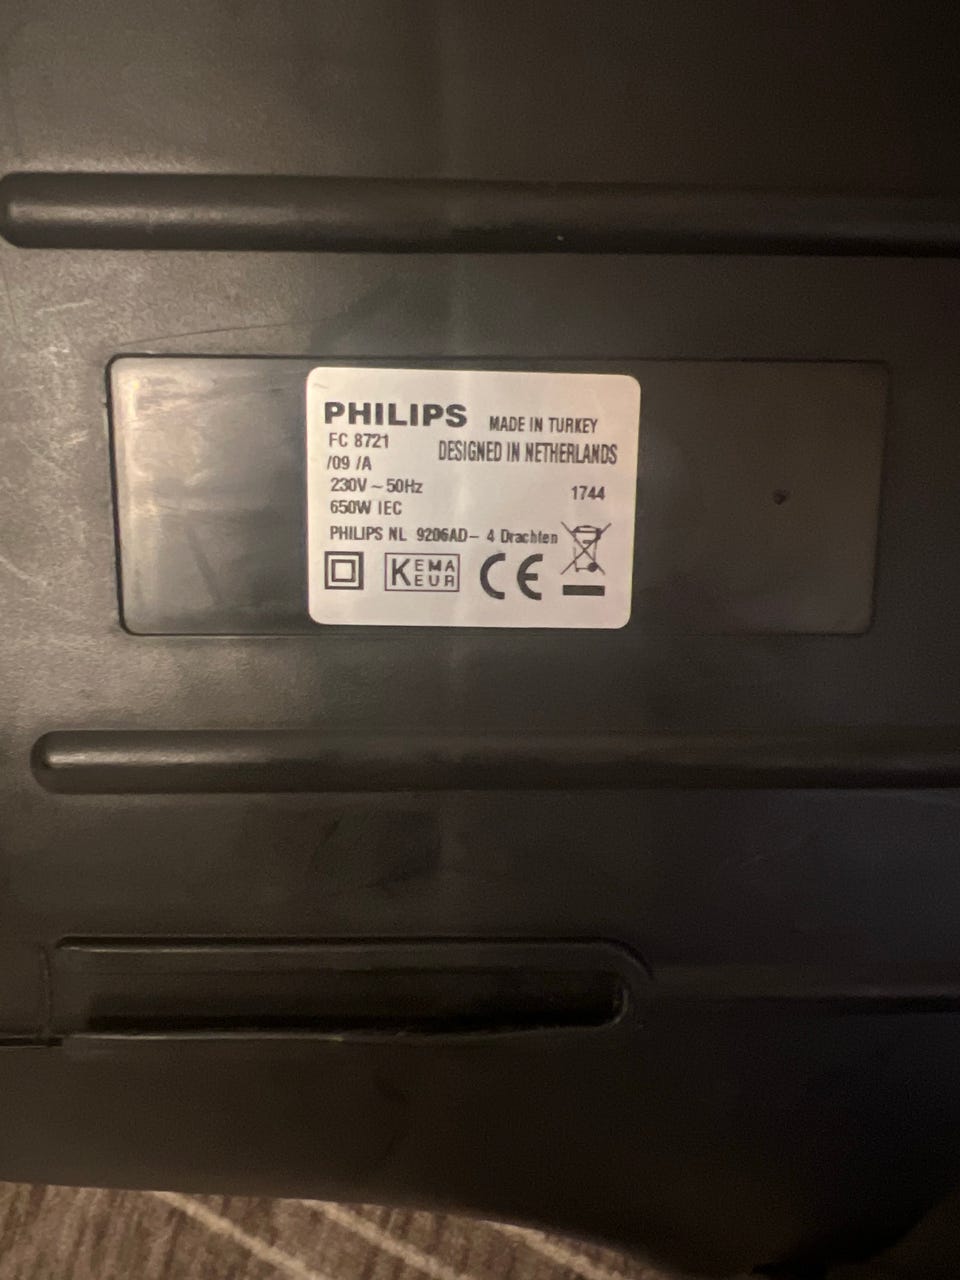 PHILIPS MADE IN TURKEY
FC 8721 DESIGNED IN NETHERLANDS
/09 /A
230V ~ 50Hz 1744
650W IEC
PHILIPS NL 9206AD- 4 Drachten
KEMA
EUR
CE